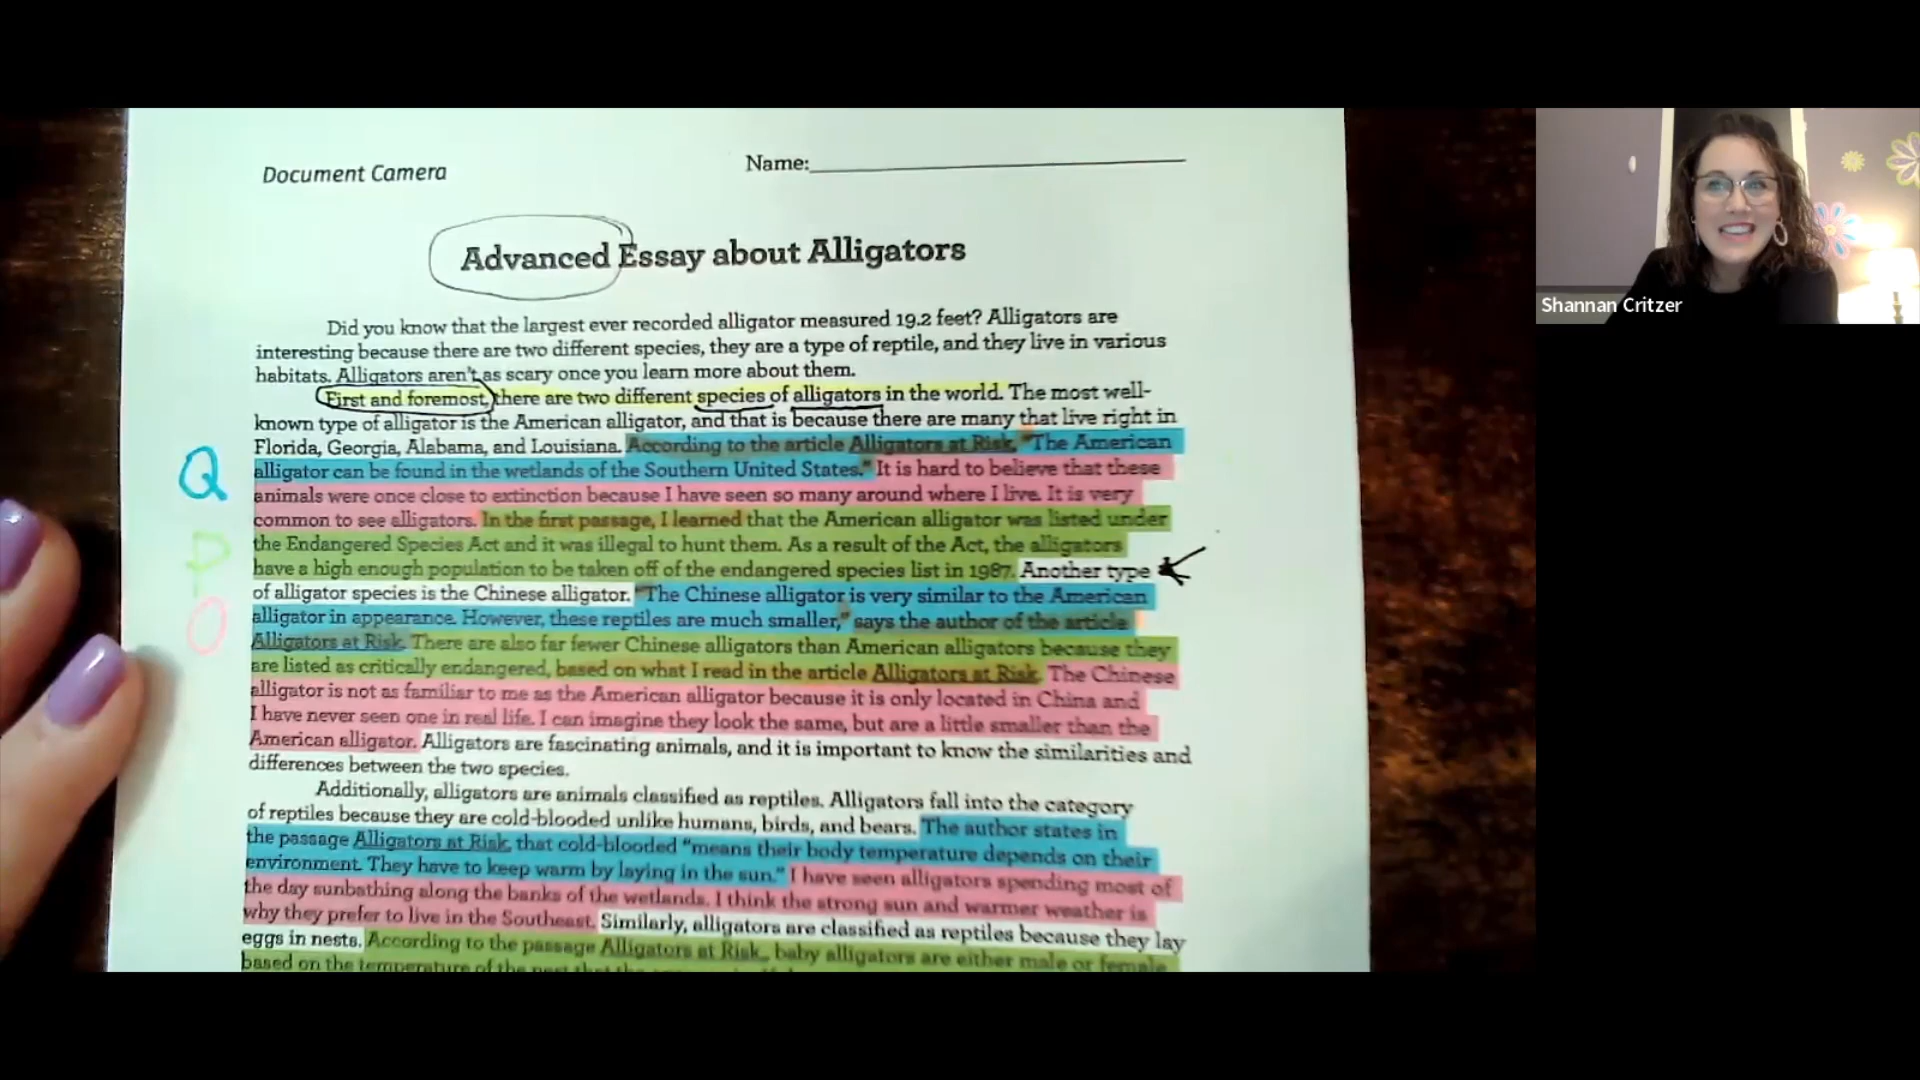 Document Camera
Name:
Advanced Essay about Alligators
Did you know that the largest ever recorded alligator measured 19.2 feet? Alligators are
interesting because there are two different species, they are a type of reptile, and they live in various
habitats. Alligators aren't as scary once you learn more about them.
First and foremost, there are two different species of alligators in the world. The most well-
known type of alligator is the American alligator, and that is because there are many that live right in
Florida, Georgia, Alabama, and Louisiana. According to the article Alligators at Risk, "The American
Q
alligator can be found in the wetlands of the Southern United States." It is hard to believe that these
animals were once close to extinction because I have seen so many around where I live. It is very
common to see alligators. In the first passage, I learned that the American alligator was listed under
P
the Endangered Species Act and it was illegal to hunt them. As a result of the Act, the alligators
have a high enough population to be taken off of the endangered species list in 1987. Another type
of alligator species is the Chinese alligator. "The Chinese alligator is very similar to the American
O
alligator in appearance. However, these reptiles are much smaller," says the author of the article
Alligators at Risk. There are also far fewer Chinese alligators than American alligators because they
are listed as critically endangered, based on what I read in the article Alligators at Risk. The Chinese
alligator is not as familiar to me as the American alligator because it is only located in China and
I have never seen one in real life. I can imagine they look the same, but are a little smaller than the
American alligator. Alligators are fascinating animals, and it is important to know the similarities and
differences between the two species.
Additionally, alligators are animals classified as reptiles. Alligators fall into the category
of reptiles because they are cold-blooded unlike humans, birds, and bears. The author states in
the passage Alligators at Risk, that cold-blooded "means their body temperature depends on their
environment. They have to keep warm by laying in the sun." I have seen alligators spending most of
the day sunbathing along the banks of the wetlands. I think the strong sun and warmer weather is
why they prefer to live in the Southeast. Similarly, alligators are classified as reptiles because they lay
eggs in nests. According to the passage Alligators at Risk, baby alligators are either male or female
based on the temperature of the nest that the
Shannan Critzer